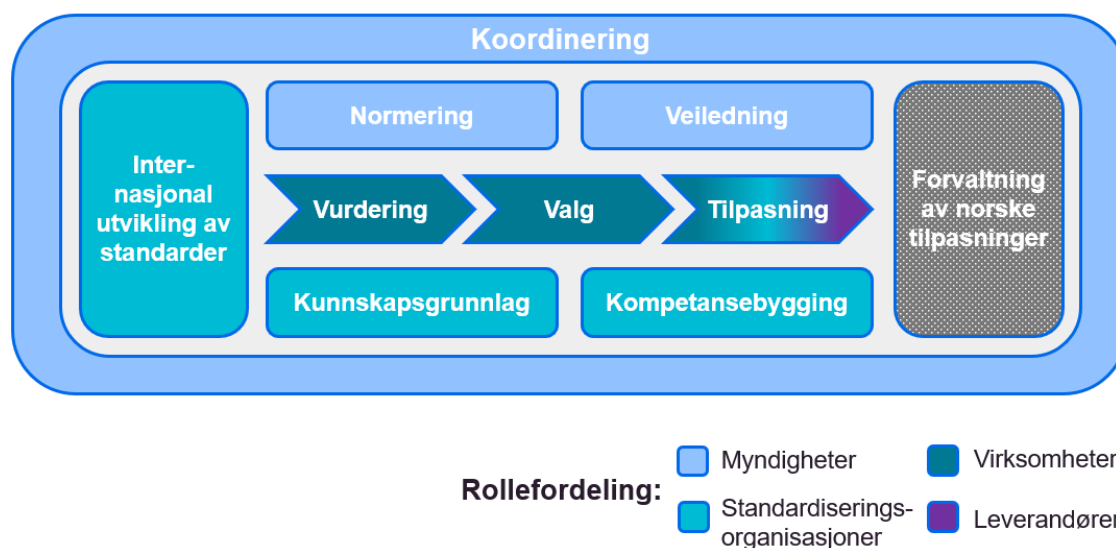 Koordinering
Inter-
nasjonal
utvikling av
standarder
Normering
Veiledning
Vurdering
Valg
Tilpasning
Kunnskapsgrunnlag
Kompetansebygging
Forvaltning
av norske
tilpasninger
Rollefordeling:
Myndigheter
Virksomheter
Standardiserings-
organisasjoner
Leverandører